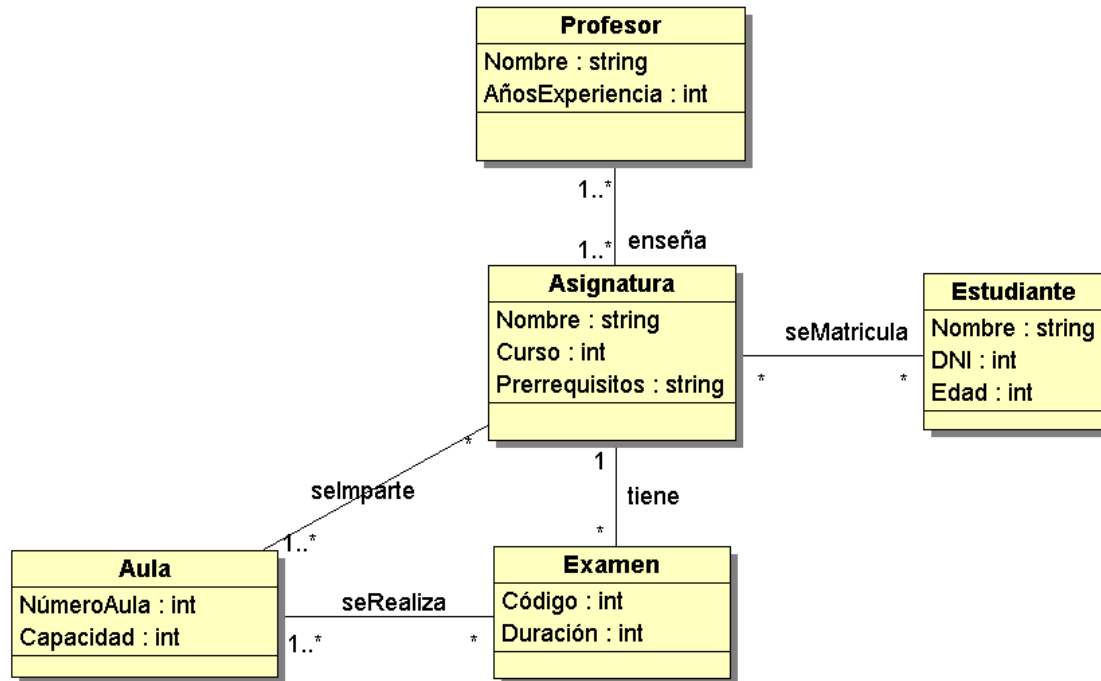 Profesor
Nombre : string
AñosExperiencia : int
1..*
enseña
1..*
Asignatura
Nombre : string
Curso : int
Prerrequisitos : string
Estudiante
Nombre : string
DNI : int
Edad : int
seMatricula
*
*
*
seImparte
1..*
1
tiene
*
Aula
NúmeroAula : int
Capacidad : int
seRealiza
1..*
*
Examen
Código : int
Duración : int